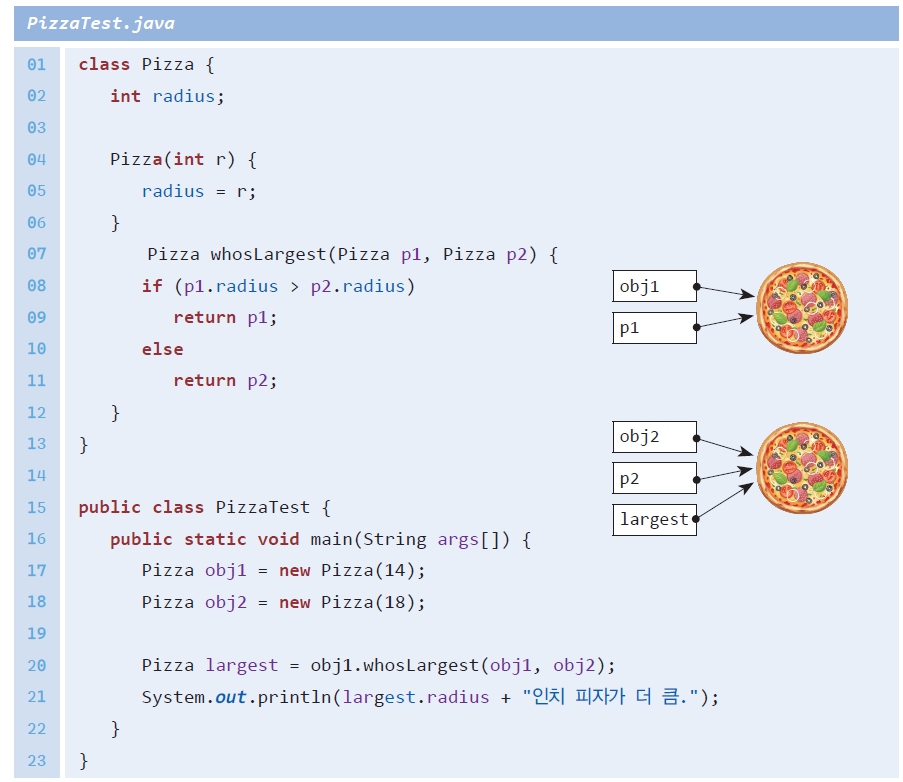 PizzaTest.java
01 class Pizza {
02 int radius;
03
04 Pizza(int r) {
05 radius = r;
06 }
07 Pizza whosLargest(Pizza p1, Pizza p2) {
08 if (p1.radius > p2.radius)
09 return p1;
10 else
11 return p2;
12 }
13 }
14
15 public class PizzaTest {
16 public static void main(String args[]) {
17 Pizza obj1 = new Pizza(14);
18 Pizza obj2 = new Pizza(18);
19
20 Pizza largest = obj1.whosLargest(obj1, obj2);
21 System.out.println(largest.radius + "인치 피자가 더 큼.");
22 }
23 }
obj1
p1
obj2
p2
largest